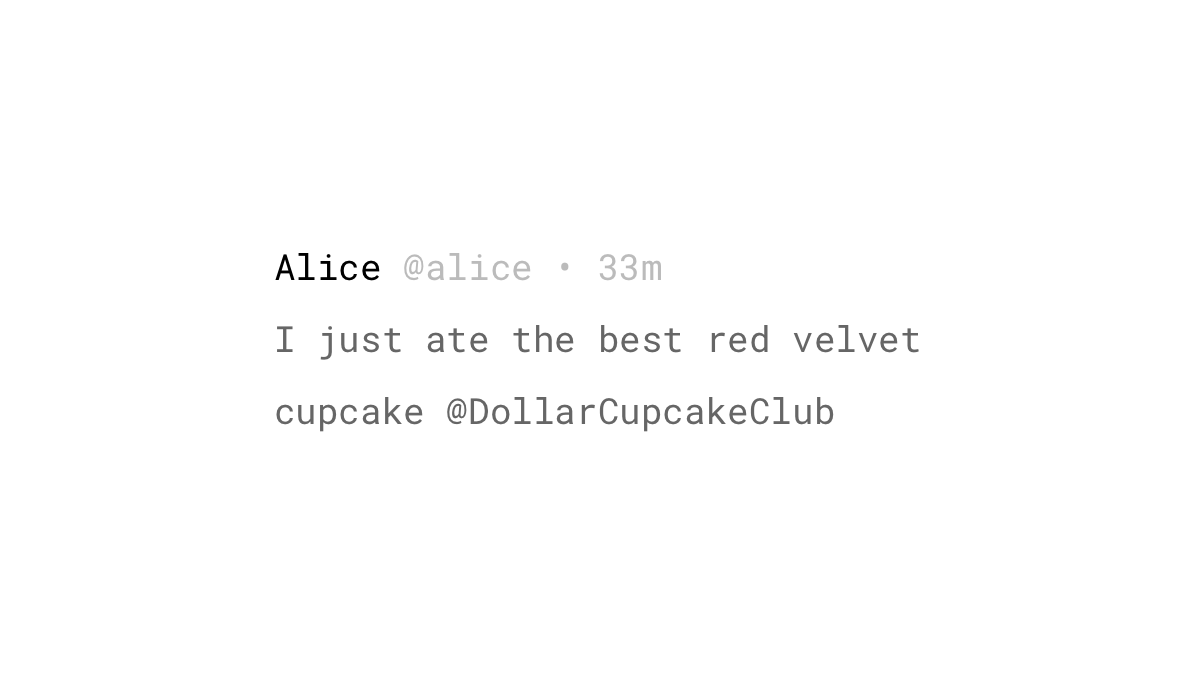 Alice @alice • 33m
I just ate the best red velvet
cupcake @DollarCupcakeClub